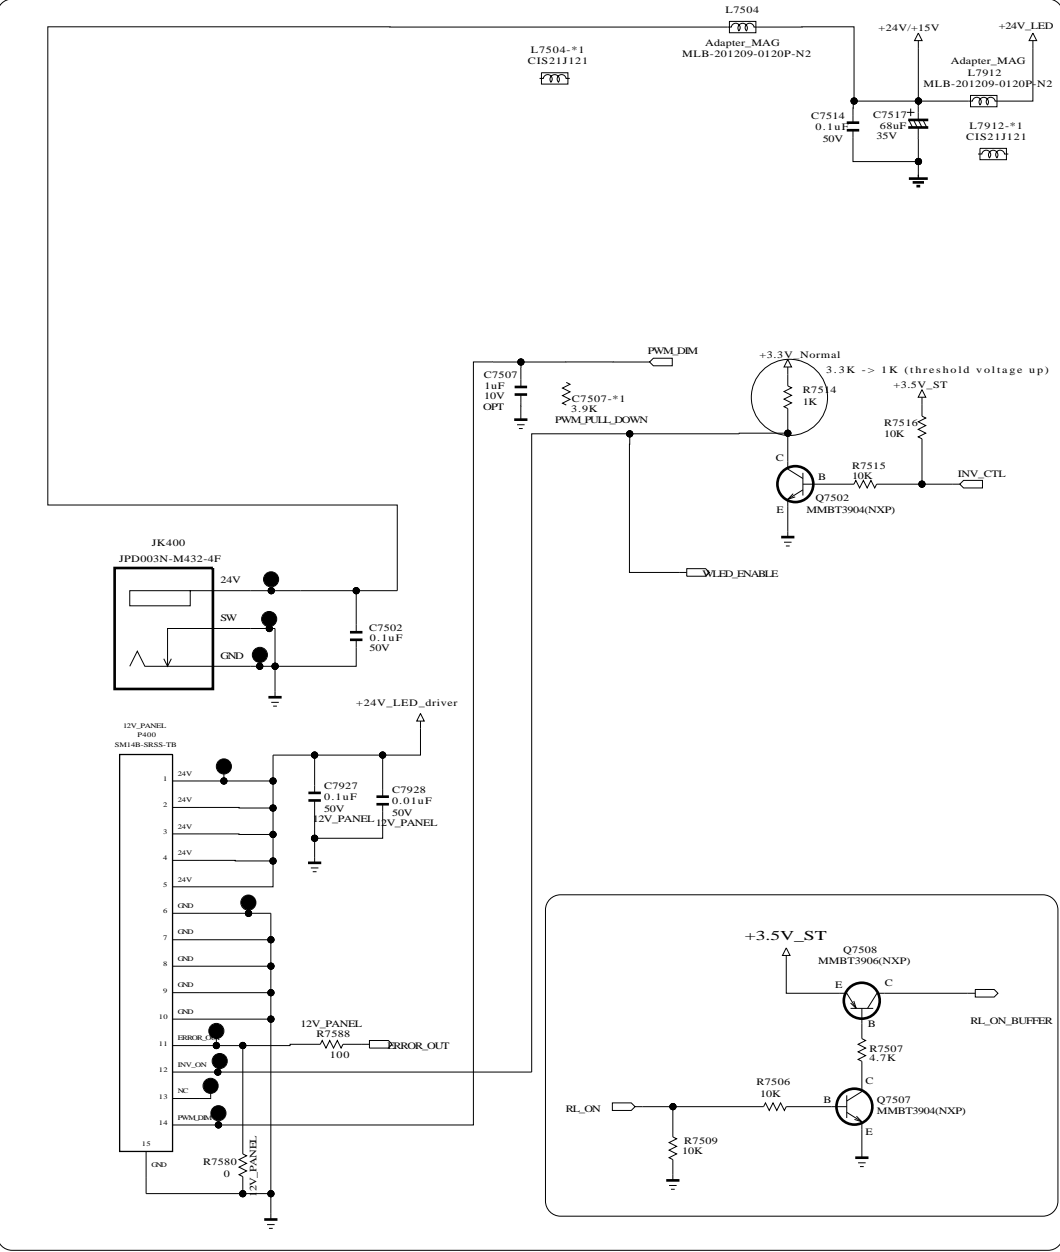 L7504
Adapter_MAG
MLB-201209-0120P-N2
L7504-*1
CIS21J121
+24V/+15V
+24V_LED
Adapter_MAG
L7912
MLB-201209-0120P-N2
C7514
0.1uF
50V
C7517
+
68uF
35V
L7912-*1
CIS21J121
PWM_DIM
C7507
1uF
10V
OPT
C7507-*1
3.9K
PWM_PULL_DOWN
+3.3V_Normal
3.3K -> 1K (threshold voltage up)
R7514
1K
+3.5V_ST
R7516
10K
C
B
E
R7515
10K
INV_CTL
Q7502
MMBT3904(NXP)
WLED_ENABLE
JK400
JPD003N-M432-4F
24V
SW
GND
C7502
0.1uF
50V
+24V_LED_driver
12V_PANEL
P400
SM14B-SRSS-TB
1 24V
2 24V
3 24V
4 24V
5 24V
6 GND
7 GND
8 GND
9 GND
10 GND
11 ERROR_OUT
12 INV_ON
13 NC
14 PWM_DIM
15
GND
C7927
0.1uF
50V
12V_PANEL
C7928
0.01uF
50V
12V_PANEL
12V_PANEL
R7588
100
ERROR_OUT
R7580
0
12V_PANEL
+3.5V_ST
Q7508
MMBT3906(NXP)
E
C
B
RL_ON_BUFFER
R7507
4.7K
RL_ON
R7506
10K
B
C
E
Q7507
MMBT3904(NXP)
R7509
10K